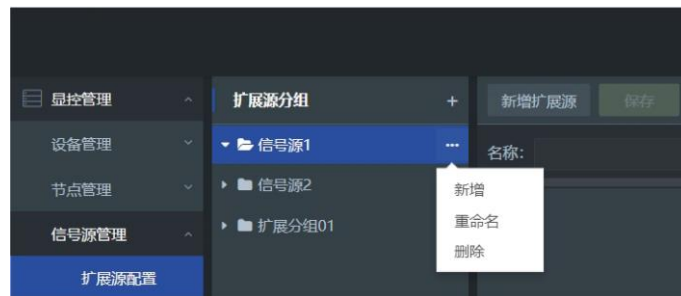 显控管理
设备管理
节点管理
信号源管理
扩展源配置
扩展源分组 +
信号源1 ...
信号源2
扩展分组01
新增
重命名
删除
新增扩展源 保存
名称: